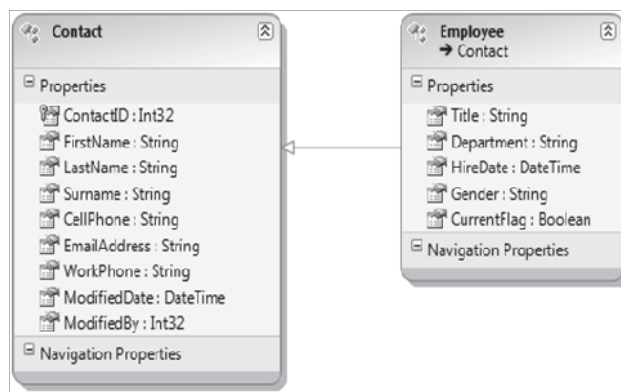 Contact
Properties
ContactID : Int32
FirstName : String
LastName : String
Surname : String
CellPhone : String
EmailAddress : String
WorkPhone : String
ModifiedDate : DateTime
ModifiedBy : Int32
Navigation Properties
Employee
➔ Contact
Properties
Title : String
Department : String
HireDate : DateTime
Gender : String
CurrentFlag : Boolean
Navigation Properties